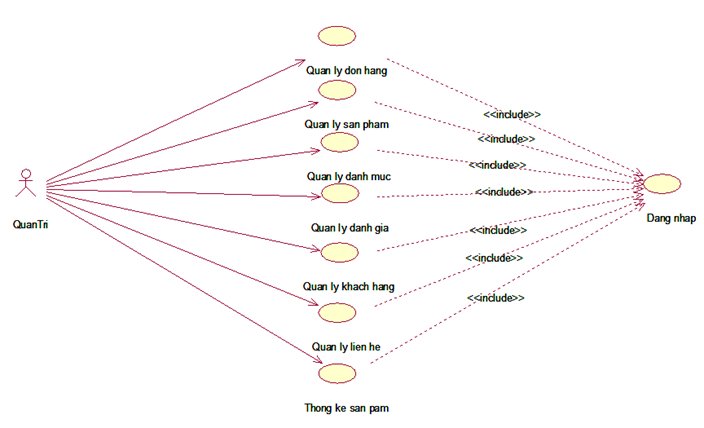 Quan ly don hang
<<include>>
Quan ly san pham
<<include>>
<<include>>
Quan ly danh muc
<<include>>
Dang nhap
QuanTri
Quan ly danh gia
<<include>>
<<include>>
Quan ly khach hang
<<include>>
Quan ly lien he
Thong ke san pam